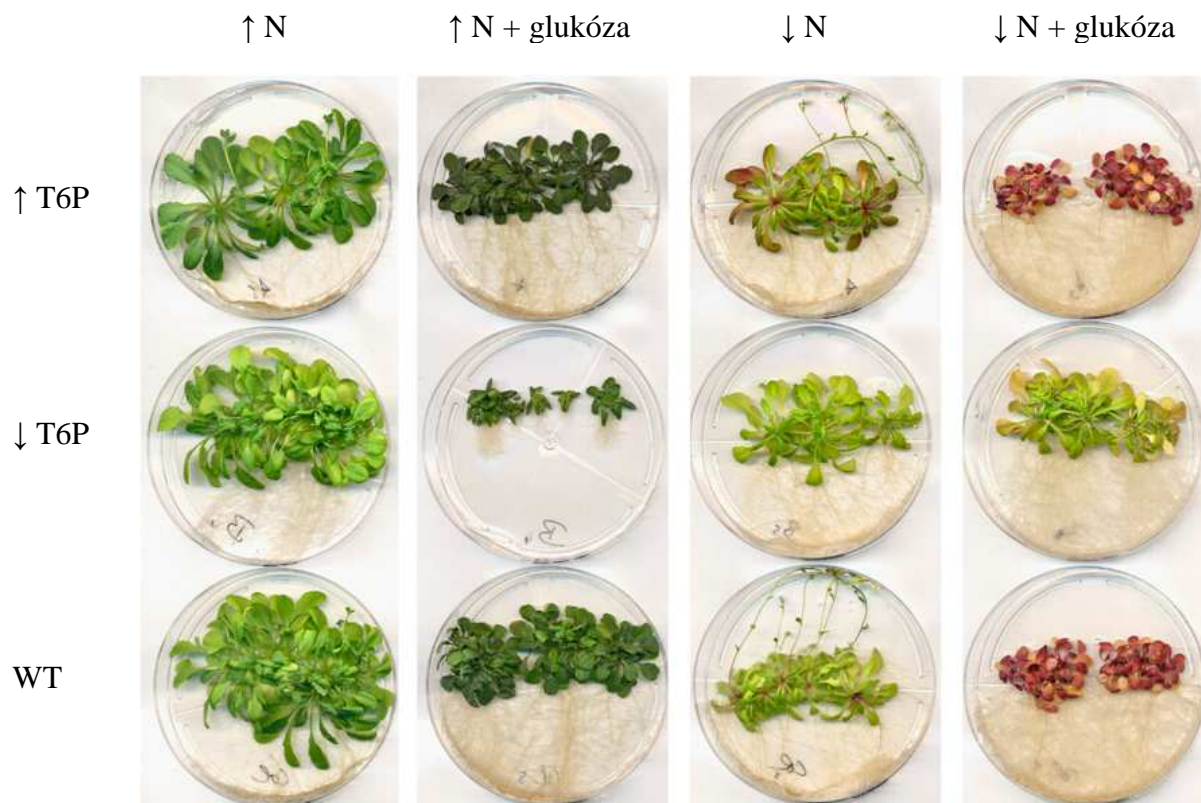 ↑ N ↑ N + glukóza ↓ N ↓ N + glukóza
↑ T6P
↓ T6P
WT